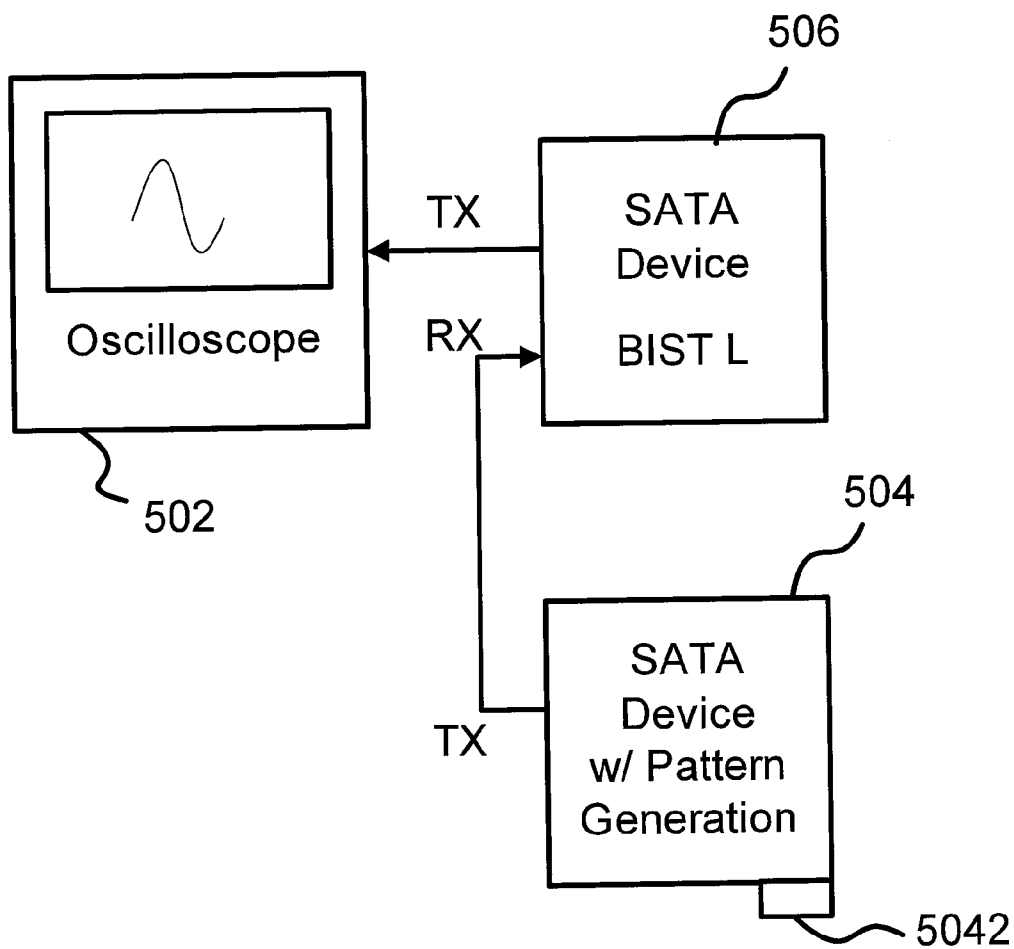 506
SATA
Device
BIST L
TX
RX
Oscilloscope
502
504
SATA
Device
w/ Pattern
Generation
TX
5042